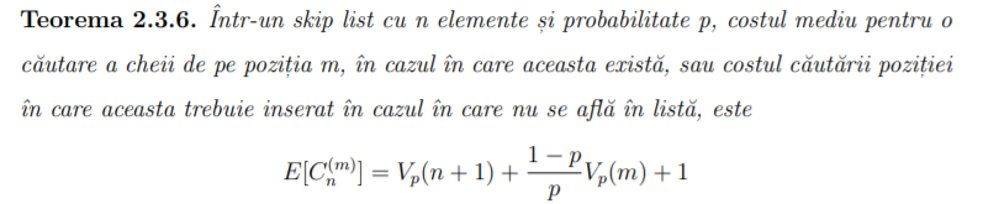 Teorema 2.3.6. Într-un skip list cu n elemente și probabilitate p, costul mediu pentru o
căutare a cheii de pe poziția m, în cazul în care aceasta există, sau costul căutării poziției
în care aceasta trebuie inserat în cazul în care nu se află în listă, este
E[C_n^{(m)}] = V_p(n + 1) + \frac{1 − p}{p} V_p(m) + 1